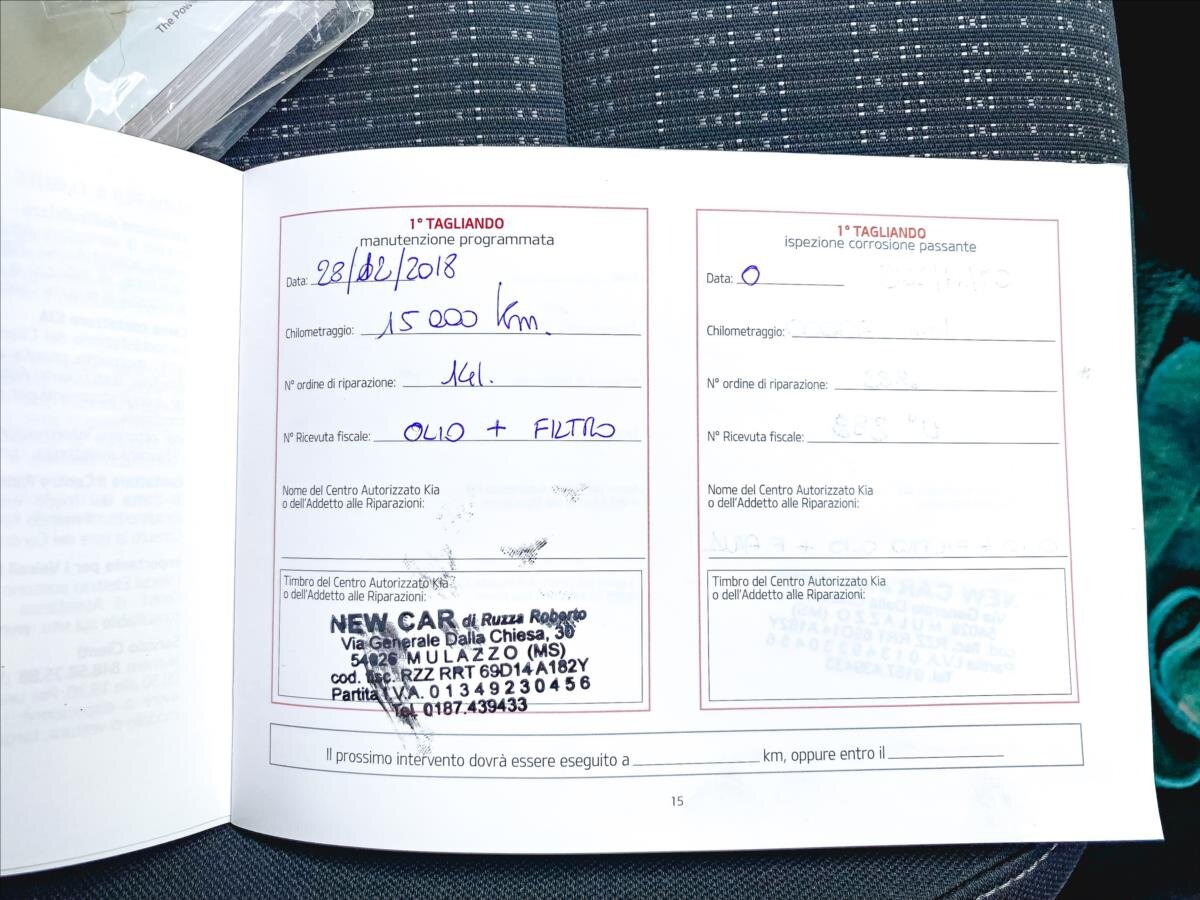 The Pow
1° TAGLIANDO
manutenzione programmata
Data: 28/12/2018
Chilometraggio: 15000 Km.
N° ordine di riparazione: 141.
N° Ricevuta fiscale: OLIO + FILTRO
Nome del Centro Autorizzato Kia
o dell'Addetto alle Riparazioni:
Timbro del Centro Autorizzato Kia
o dell'Addetto alle Riparazioni:
NEW CAR di Ruzza Roberto
Via Generale Dalla Chiesa, 30
54026 MULAZZO (MS)
cod. fisc. RZZ RRT 69D14 A182Y
Partita I.V.A. 01349230456
Tel. 0187.439433
1° TAGLIANDO
ispezione corrosione passante
Data: 0
Chilometraggio:
N° ordine di riparazione:
N° Ricevuta fiscale:
Nome del Centro Autorizzato Kia
o dell'Addetto alle Riparazioni:
Timbro del Centro Autorizzato Kia
o dell'Addetto alle Riparazioni:
Il prossimo intervento dovrà essere eseguito a km, oppure entro il
15